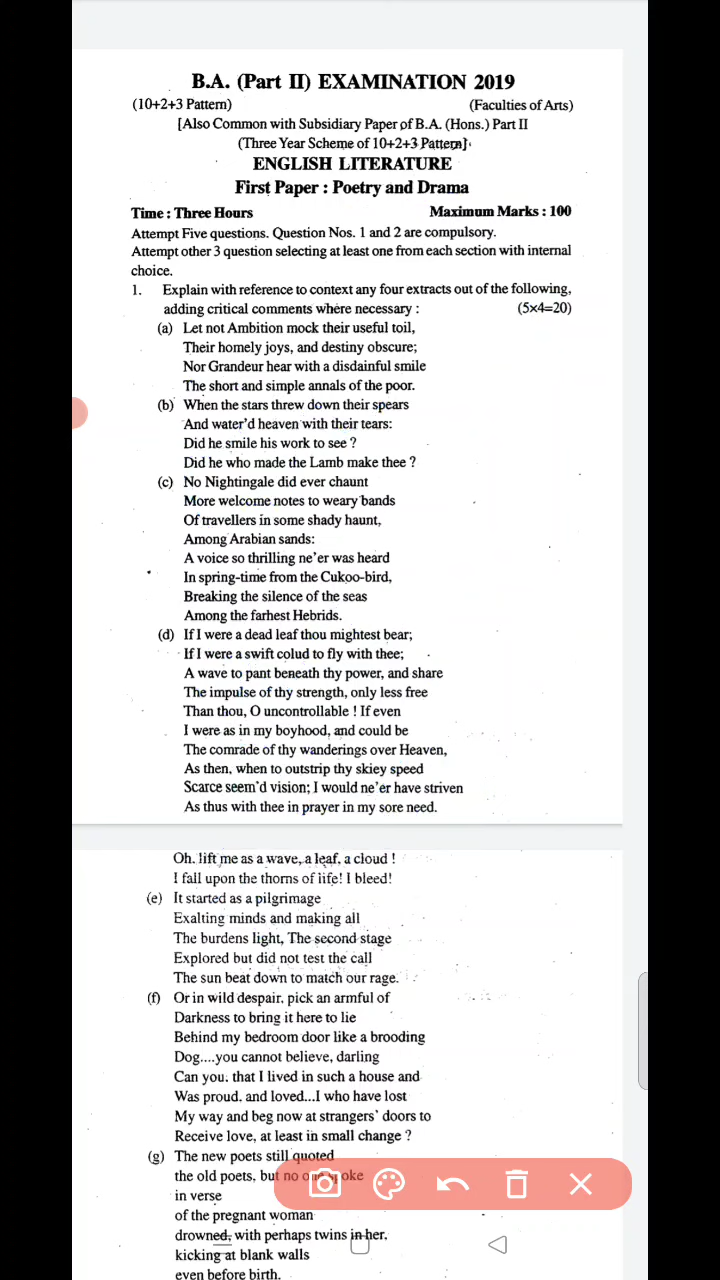 B.A. (Part II) EXAMINATION 2019
(10+2+3 Pattern) (Faculties of Arts)
[Also Common with Subsidiary Paper of B.A. (Hons.) Part II
(Three Year Scheme of 10+2+3 Pattern]
ENGLISH LITERATURE
First Paper : Poetry and Drama
Time : Three Hours Maximum Marks : 100
Attempt Five questions. Question Nos. 1 and 2 are compulsory.
Attempt other 3 question selecting at least one from each section with internal
choice.
1. Explain with reference to context any four extracts out of the following,
adding critical comments where necessary : (5x4=20)
(a) Let not Ambition mock their useful toil,
Their homely joys, and destiny obscure;
Nor Grandeur hear with a disdainful smile
The short and simple annals of the poor.
(b) When the stars threw down their spears
And water'd heaven with their tears:
Did he smile his work to see ?
Did he who made the Lamb make thee ?
(c) No Nightingale did ever chaunt
More welcome notes to weary bands
Of travellers in some shady haunt,
Among Arabian sands:
A voice so thrilling ne'er was heard
In spring-time from the Cukoo-bird,
Breaking the silence of the seas
Among the farhest Hebrids.
(d) If I were a dead leaf thou mightest bear;
If I were a swift colud to fly with thee;
A wave to pant beneath thy power, and share
The impulse of thy strength, only less free
Than thou, O uncontrollable ! If even
I were as in my boyhood, and could be
The comrade of thy wanderings over Heaven,
As then, when to outstrip thy skiey speed
Scarce seem'd vision; I would ne'er have striven
As thus with thee in prayer in my sore need.
Oh, lift me as a wave, a leaf, a cloud !
I fall upon the thorns of life! I bleed!
(e) It started as a pilgrimage
Exalting minds and making all
The burdens light, The second stage
Explored but did not test the call
The sun beat down to match our rage.
(f) Or in wild despair, pick an armful of
Darkness to bring it here to lie
Behind my bedroom door like a brooding
Dog....you cannot believe, darling
Can you, that I lived in such a house and
Was proud, and loved...I who have lost
My way and beg now at strangers' doors to
Receive love, at least in small change ?
(g) The new poets still quoted
the old poets, but no
in verse
of the pregnant woman
drowned, with perhaps twins in her,
kicking at blank walls
even before birth.